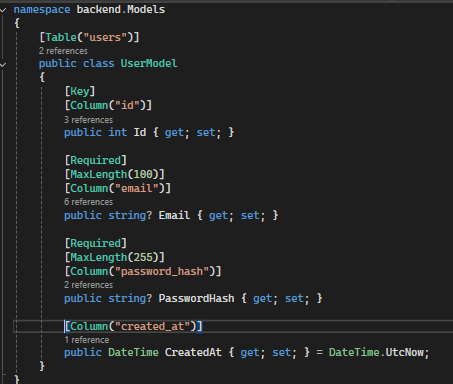 namespace backend.Models
{
[Table("users")]
2 references
public class UserModel
{
[Key]
[Column("id")]
3 references
public int Id { get; set; }
[Required]
[MaxLength(100)]
[Column("email")]
6 references
public string? Email { get; set; }
[Required]
[MaxLength(255)]
[Column("password_hash")]
2 references
public string? PasswordHash { get; set; }
[Column("created_at")]
1 reference
public DateTime CreatedAt { get; set; } = DateTime.UtcNow;
}
}